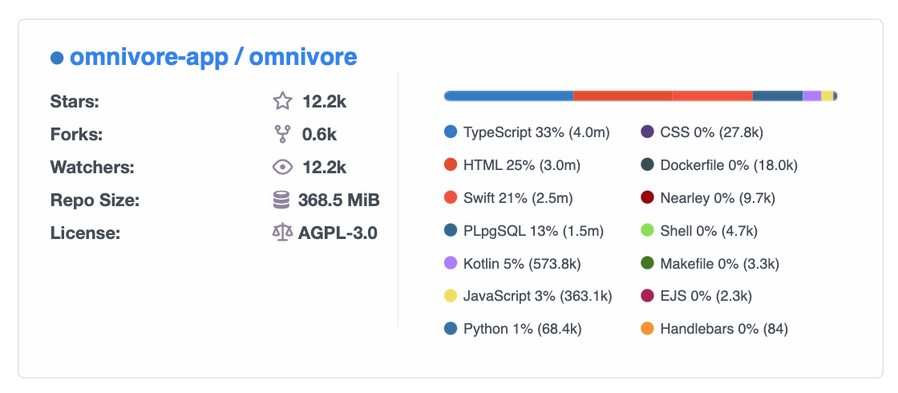 omnivore-app / omnivore
Stars: 12.2k
Forks: 0.6k
Watchers: 12.2k
Repo Size: 368.5 MiB
License: AGPL-3.0
TypeScript 33% (4.0m)
HTML 25% (3.0m)
Swift 21% (2.5m)
PLpgSQL 13% (1.5m)
Kotlin 5% (573.8k)
JavaScript 3% (363.1k)
Python 1% (68.4k)
CSS 0% (27.8k)
Dockerfile 0% (18.0k)
Nearley 0% (9.7k)
Shell 0% (4.7k)
Makefile 0% (3.3k)
EJS 0% (2.3k)
Handlebars 0% (84)